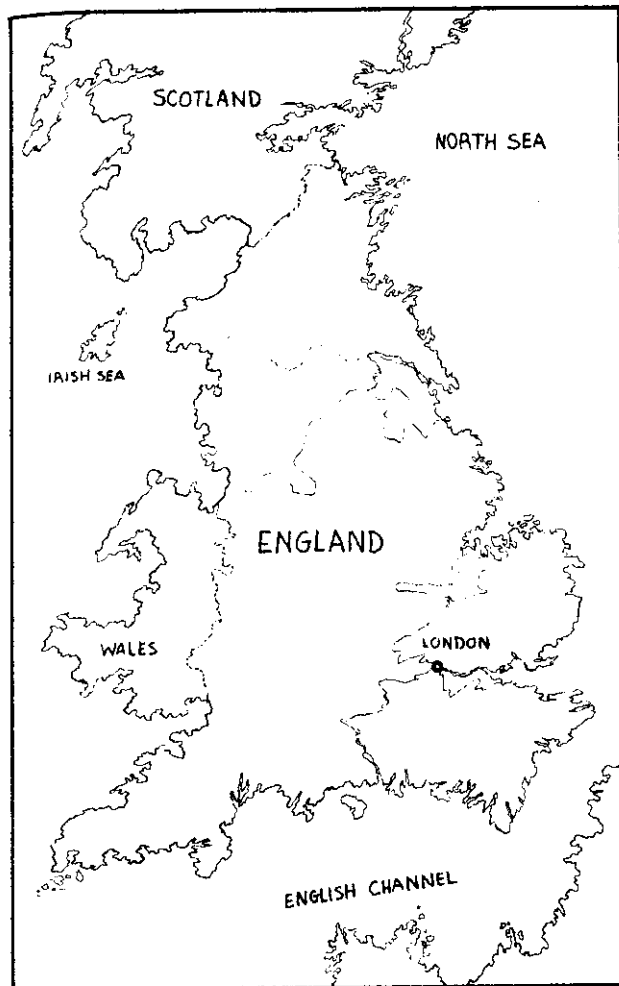 SCOTLAND
NORTH SEA
IRISH SEA
ENGLAND
WALES
LONDON
ENGLISH CHANNEL